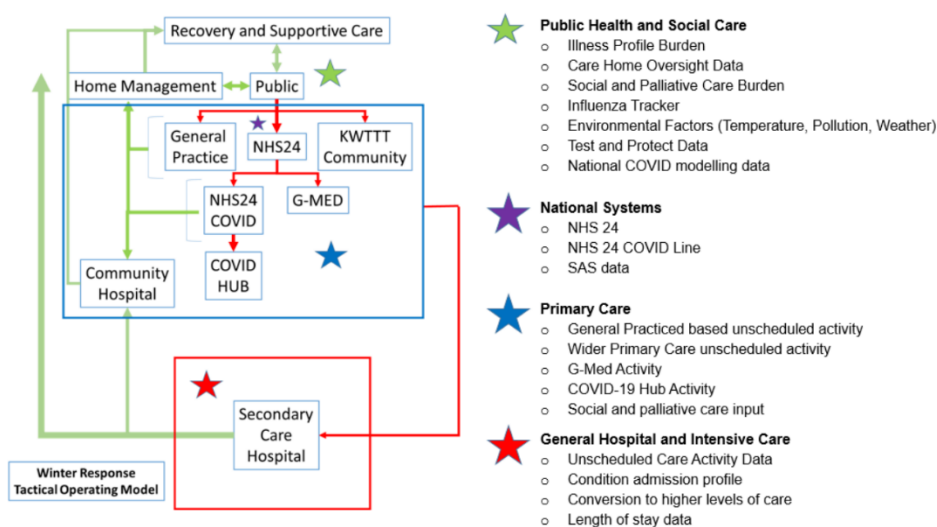 Recovery and Supportive Care
Home Management
Public
General
Practice
NHS24
KWTTT
Community
NHS24
COVID
G-MED
COVID
HUB
Community
Hospital
Secondary
Care
Hospital
Winter Response
Tactical Operating Model
Public Health and Social Care
o Illness Profile Burden
o Care Home Oversight Data
o Social and Palliative Care Burden
o Influenza Tracker
o Environmental Factors (Temperature, Pollution, Weather)
o Test and Protect Data
o National COVID modelling data
National Systems
o NHS 24
o NHS 24 COVID Line
o SAS data
Primary Care
o General Practiced based unscheduled activity
o Wider Primary Care unscheduled activity
o G-Med Activity
o COVID-19 Hub Activity
o Social and palliative care input
General Hospital and Intensive Care
o Unscheduled Care Activity Data
o Condition admission profile
o Conversion to higher levels of care
o Length of stay data